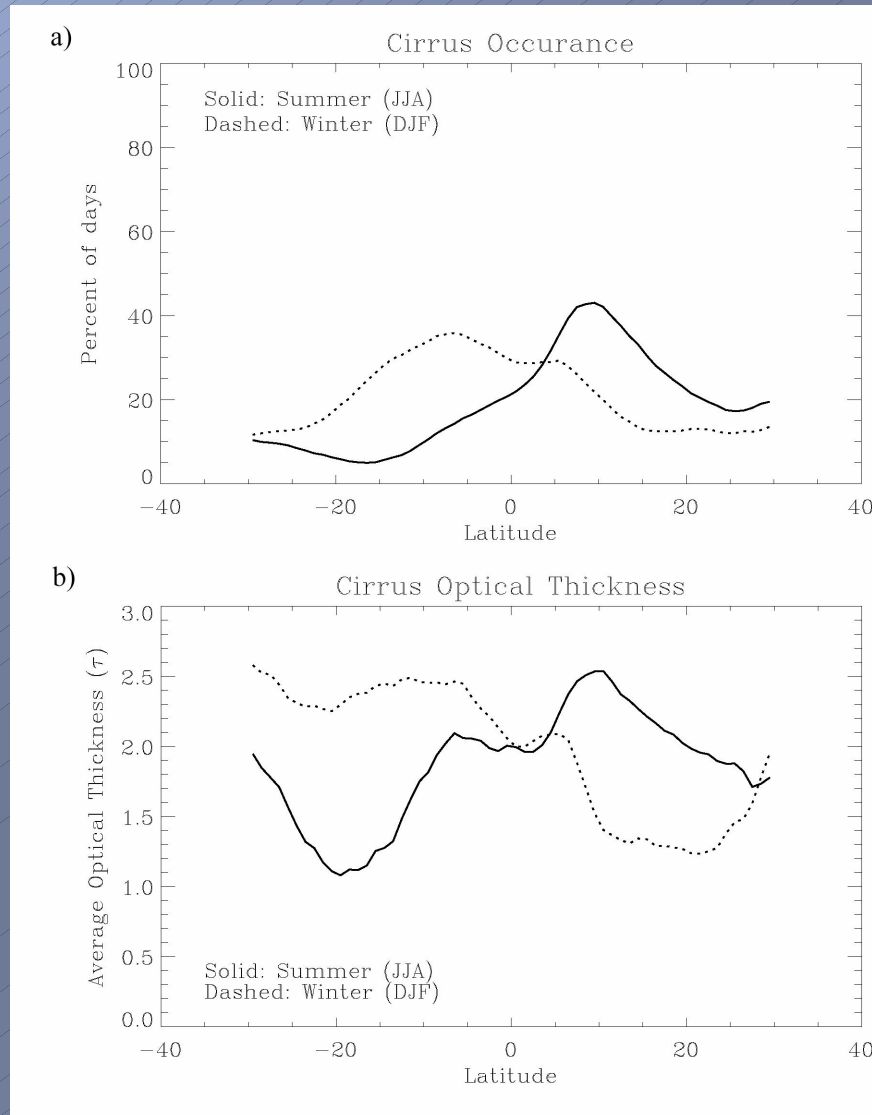 a)
Cirrus Occurance
Solid: Summer (JJA)
Dashed: Winter (DJF)
Percent of days
100
80
60
40
20
0
−40
−20
0
20
40
Latitude
b)
Cirrus Optical Thickness
Average Optical Thickness (τ)
3.0
2.5
2.0
1.5
1.0
0.5
0.0
Solid: Summer (JJA)
Dashed: Winter (DJF)
−40
−20
0
20
40
Latitude